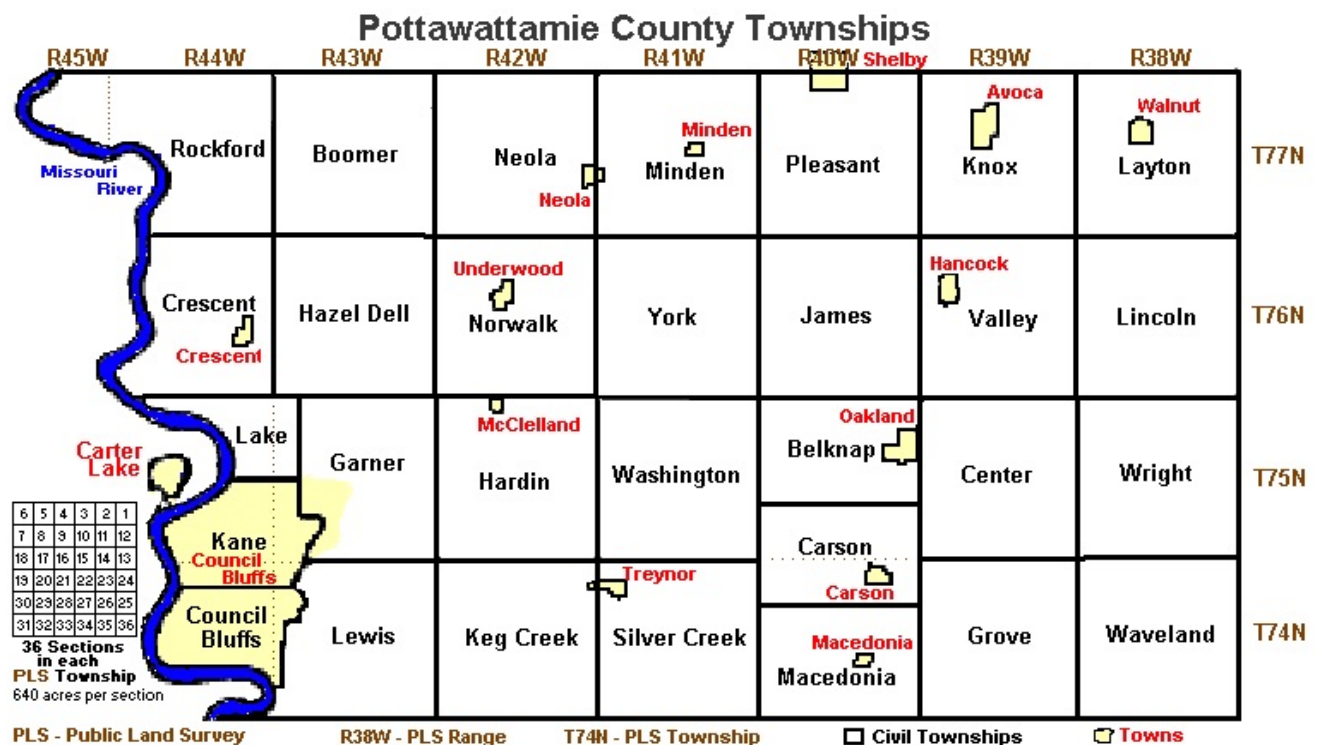 Pottawattamie County Townships
R45W R44W R43W R42W R41W R40W Shelby R39W R38W
Avoca
Walnut
Minden
Rockford Boomer Neola Pleasant Knox Layton T77N
Missouri
River
Minden
Neola
Underwood Hancock
Crescent Hazel Dell Norwalk York James Valley Lincoln T76N
Crescent
Oakland
McClelland
Lake
Carter
Lake
Garner Hardin Washington Belknap Center Wright T75N
6 5 4 3 2 1
7 8 9 10 11 12
18 17 16 15 14 13
19 20 21 22 23 24
30 29 28 27 26 25
31 32 33 34 35 36
Kane
Council
Bluffs
Carson
Treynor
Carson
Council
Bluffs
Lewis Keg Creek Silver Creek Grove Waveland T74N
Macedonia
Macedonia
36 Sections
in each
PLS Township
640 acres per section
PLS - Public Land Survey R38W - PLS Range T74N - PLS Township Civil Townships Towns